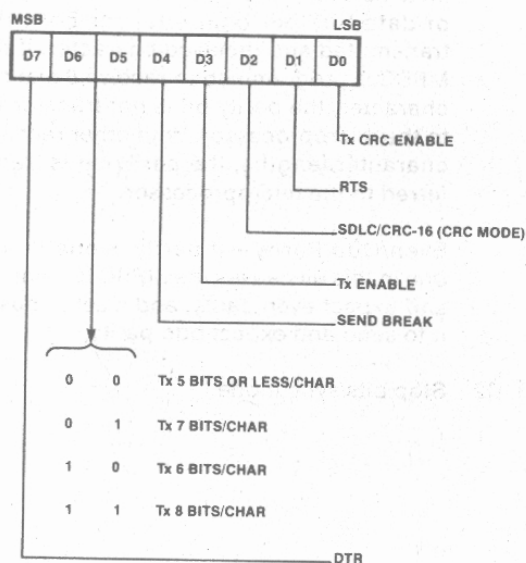 MSB LSB
D7 D6 D5 D4 D3 D2 D1 D0
Tx CRC ENABLE
RTS
SDLC/CRC-16 (CRC MODE)
Tx ENABLE
SEND BREAK
0 0 Tx 5 BITS OR LESS/CHAR
0 1 Tx 7 BITS/CHAR
1 0 Tx 6 BITS/CHAR
1 1 Tx 8 BITS/CHAR
DTR